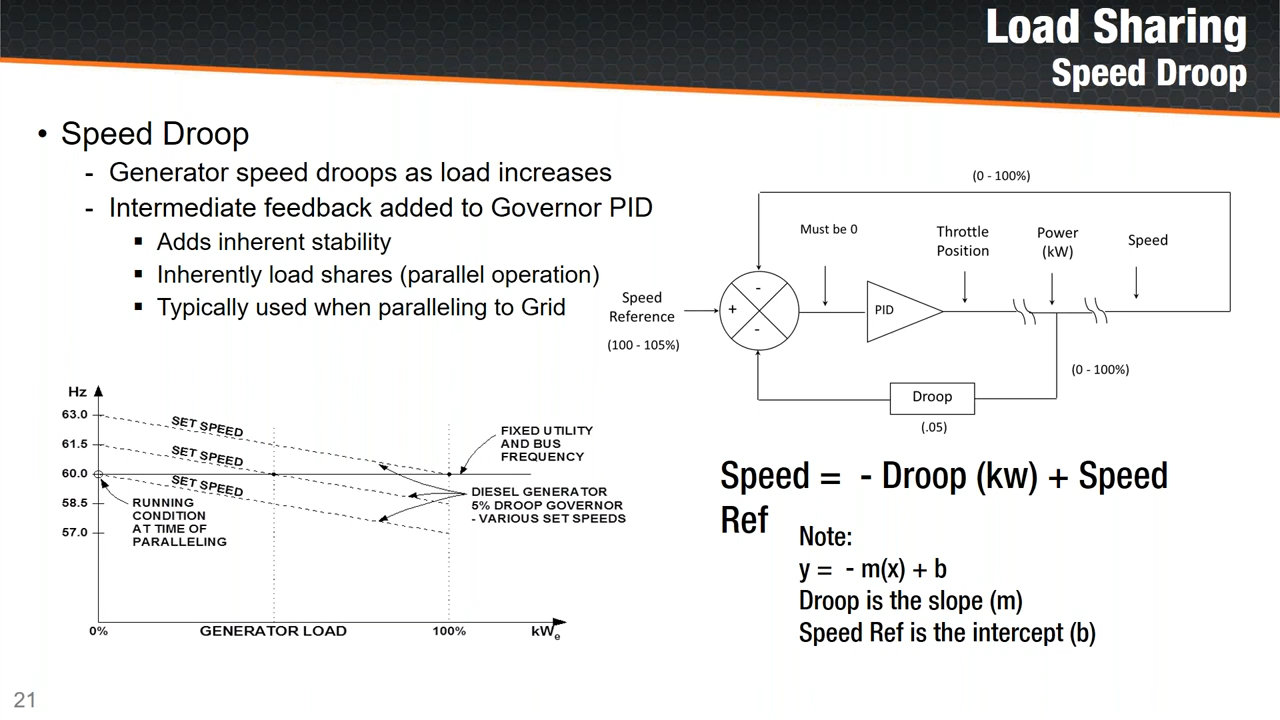 Load Sharing
Speed Droop
• Speed Droop
- Generator speed droops as load increases
- Intermediate feedback added to Governor PID
▪ Adds inherent stability
▪ Inherently load shares (parallel operation)
▪ Typically used when paralleling to Grid
(0 - 100%)
Must be 0
Throttle
Position
Power
(kW)
Speed
Speed
Reference
(100 - 105%)
-
+
-
PID
(0 - 100%)
Droop
(.05)
Hz
63.0
61.5
60.0
58.5
57.0
SET SPEED
SET SPEED
SET SPEED
FIXED UTILITY
AND BUS
FREQUENCY
RUNNING
CONDITION
AT TIME OF
PARALLELING
DIESEL GENERATOR
5% DROOP GOVERNOR
- VARIOUS SET SPEEDS
0%
GENERATOR LOAD
100%
kWe
Speed = - Droop (kw) + Speed
Ref
Note:
y = - m(x) + b
Droop is the slope (m)
Speed Ref is the intercept (b)
21